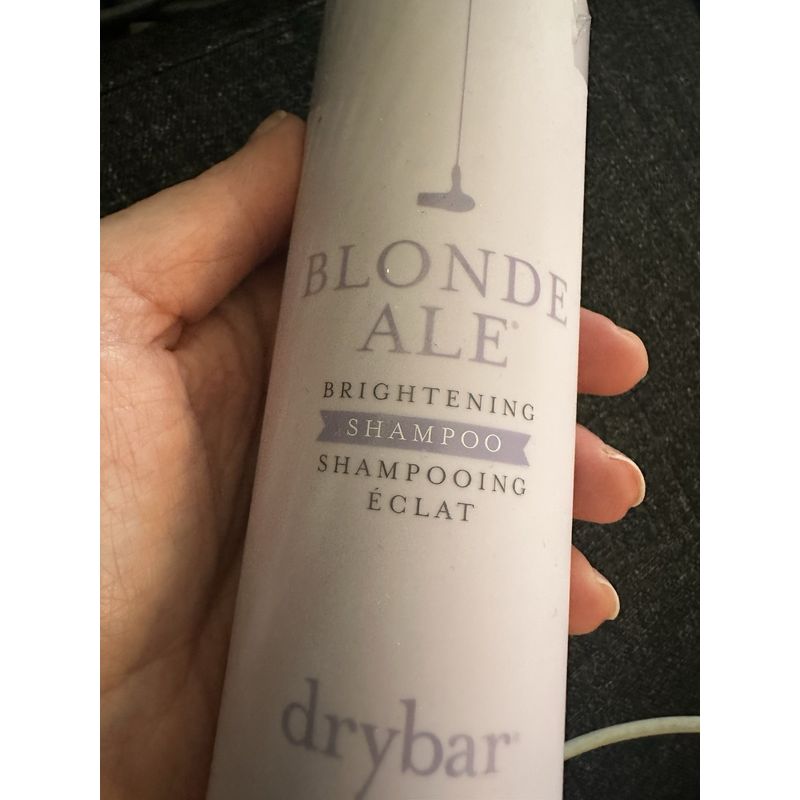 BLONDE
ALE®
BRIGHTENING
SHAMPOO
SHAMPOOING
ÉCLAT
drybar®